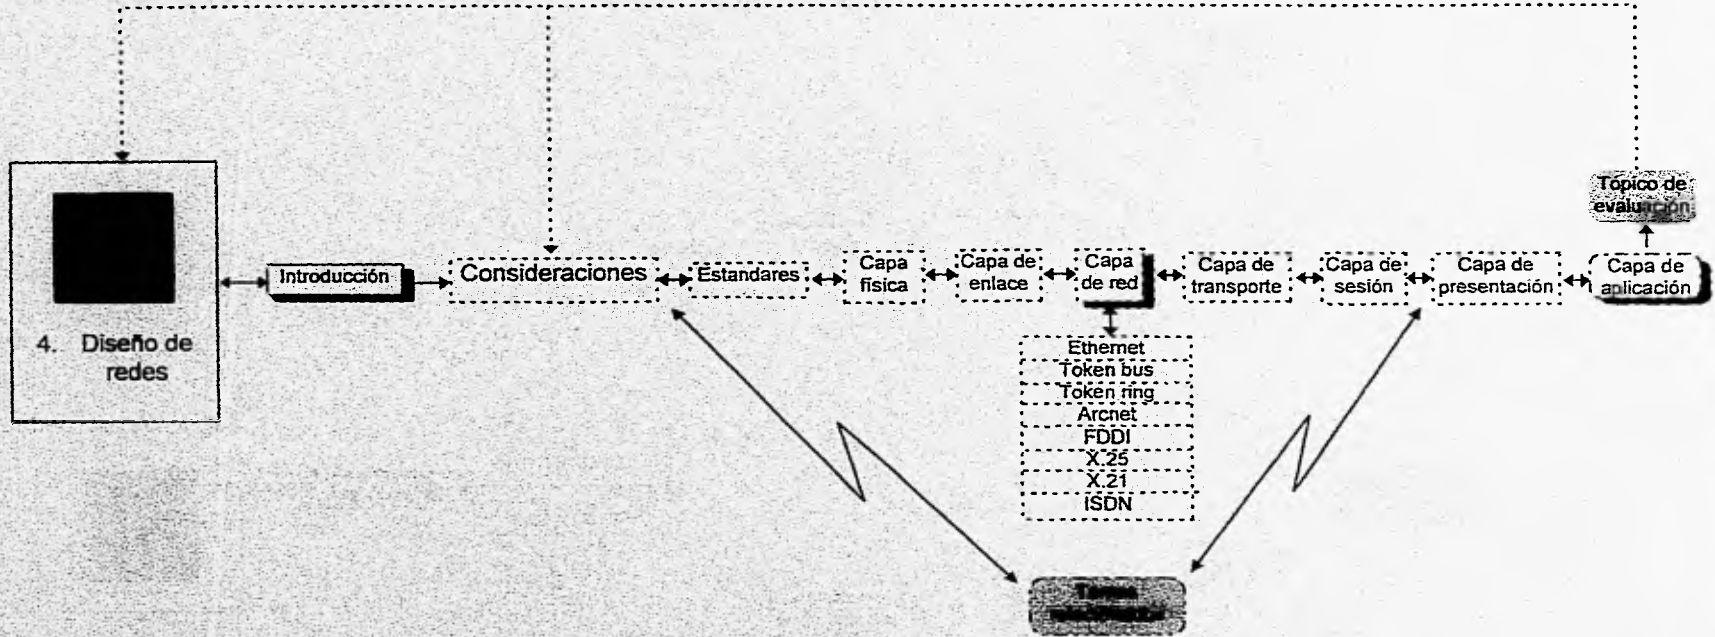 Tópico de
evaluación
4. Diseño de
redes
Introducción
Consideraciones
Estandares
Capa
física
Capa de
enlace
Capa
de red
Capa de
transporte
Capa de
sesión
Capa de
presentación
Capa de
aplicación
Ethernet
Token bus
Token ring
Arcnet
FDDI
X.25
X.21
ISDN